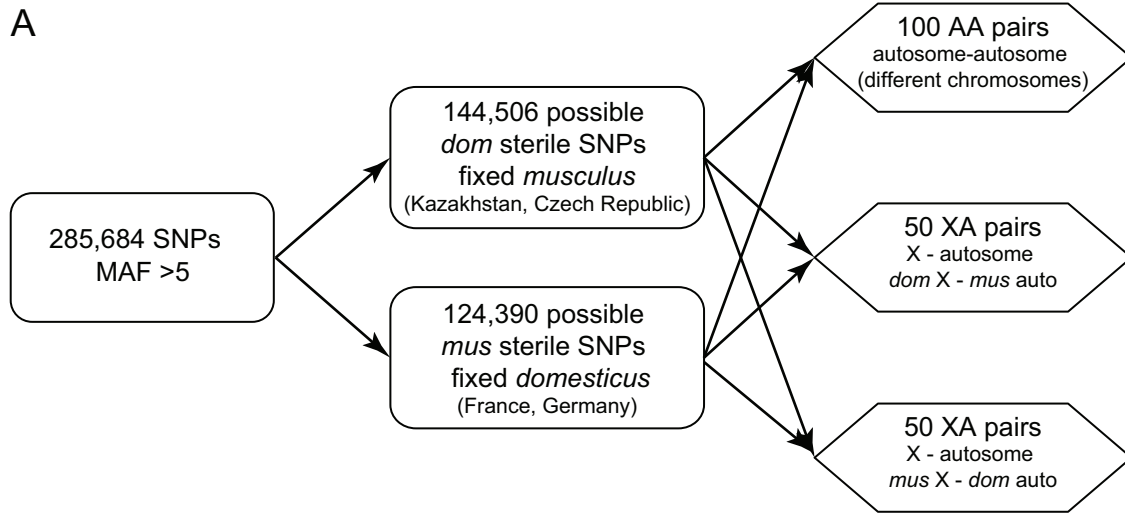 A
285,684 SNPs
MAF >5
144,506 possible
dom sterile SNPs
fixed musculus
(Kazakhstan, Czech Republic)
124,390 possible
mus sterile SNPs
fixed domesticus
(France, Germany)
100 AA pairs
autosome-autosome
(different chromosomes)
50 XA pairs
X - autosome
dom X - mus auto
50 XA pairs
X - autosome
mus X - dom auto